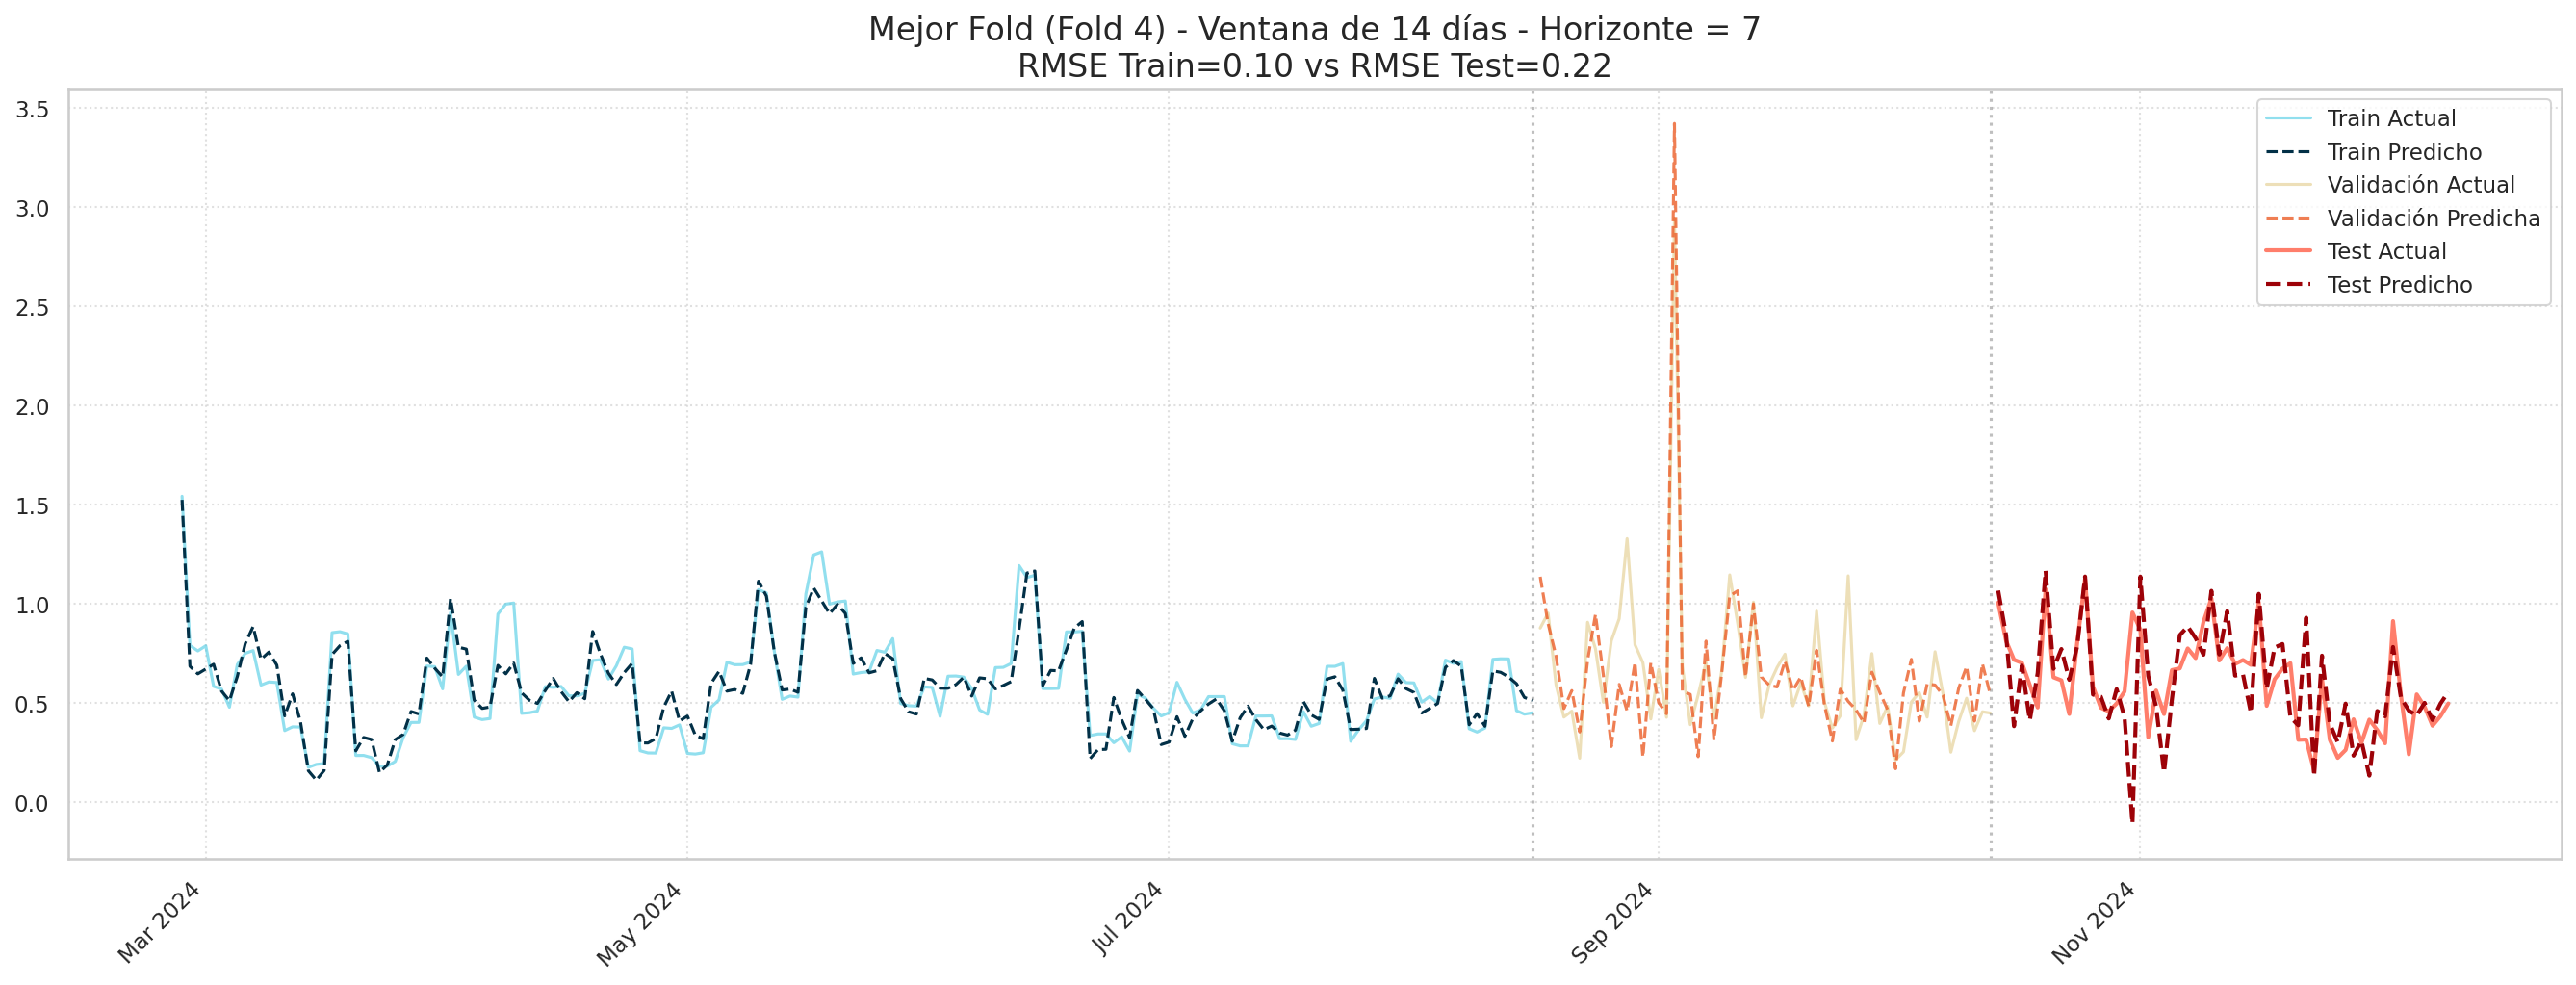 Mejor Fold (Fold 4) - Ventana de 14 días - Horizonte = 7
RMSE Train=0.10 vs RMSE Test=0.22
3.5
3.0
2.5
2.0
1.5
1.0
0.5
0.0
Train Actual
Train Predicho
Validación Actual
Validación Predicha
Test Actual
Test Predicho
Mar 2024
May 2024
Jul 2024
Sep 2024
Nov 2024